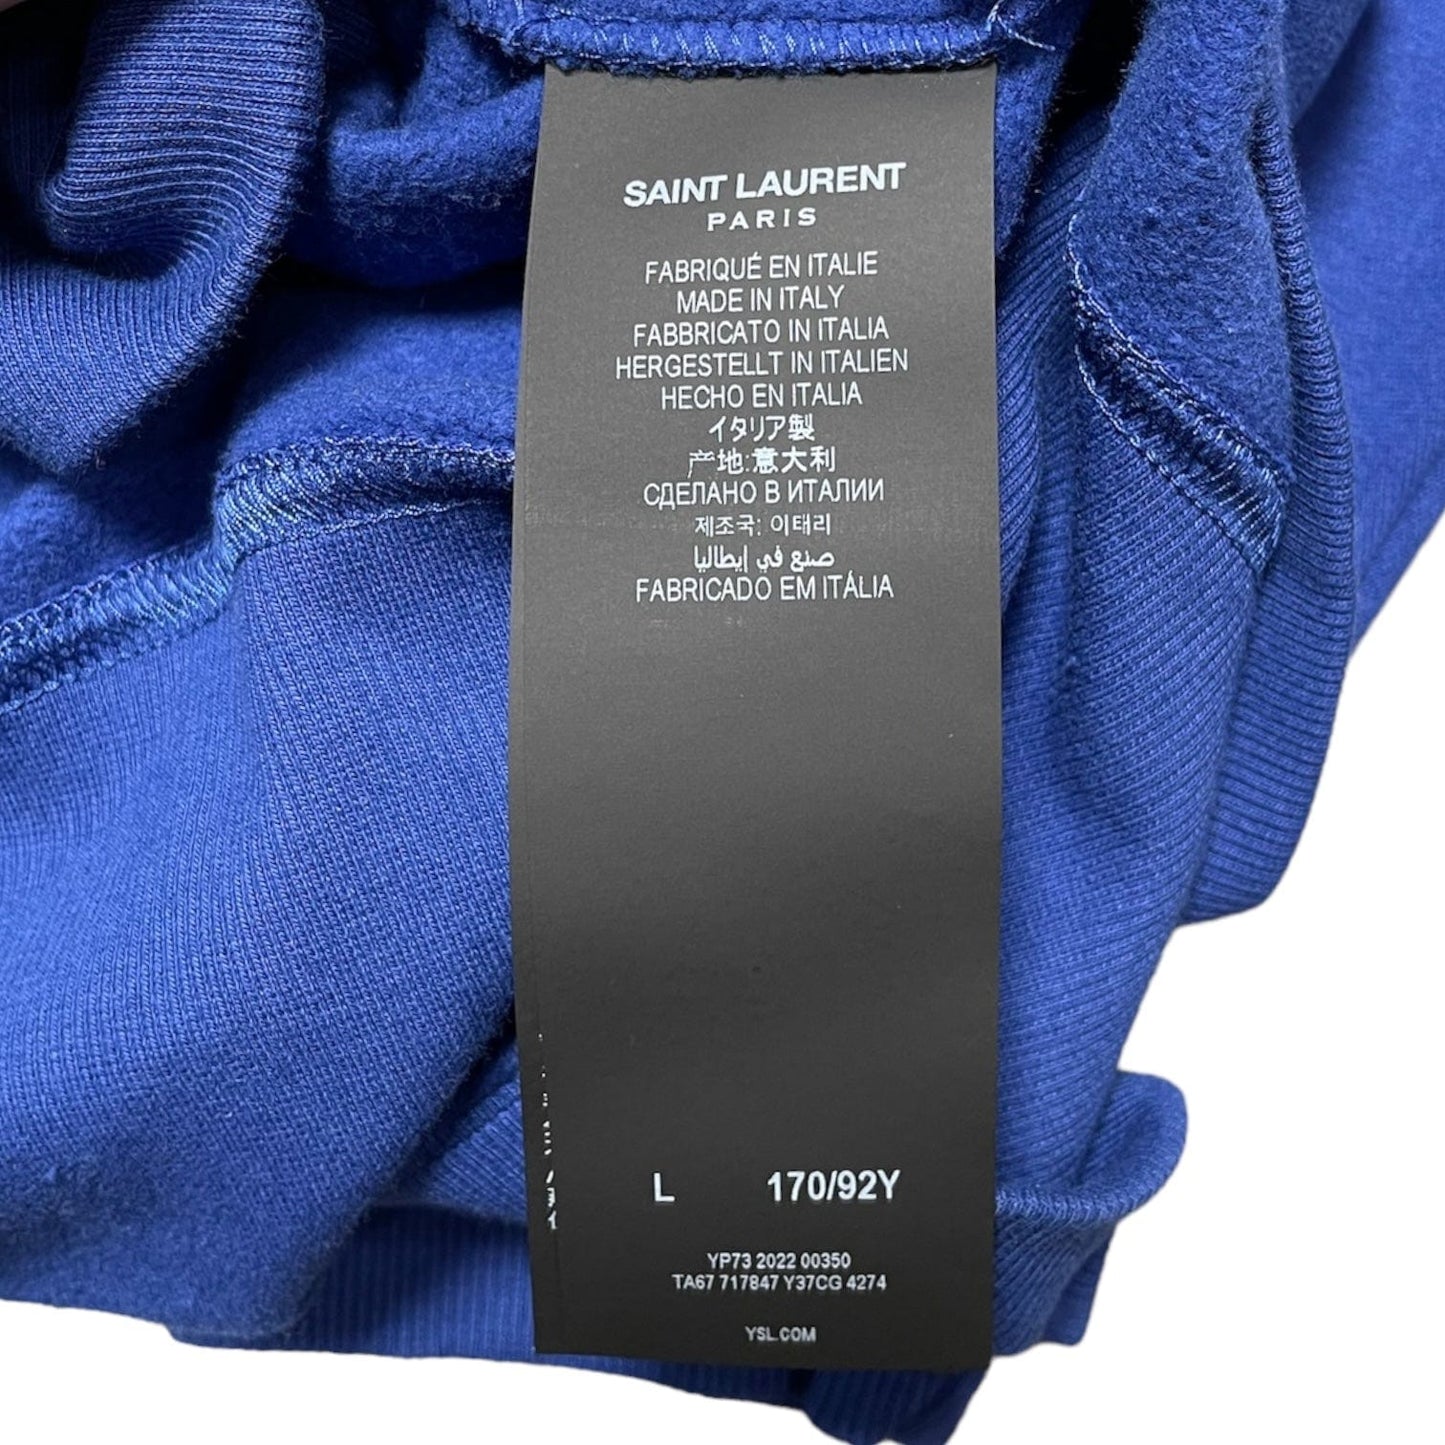 SAINT LAURENT
PARIS
FABRIQUÉ EN ITALIE
MADE IN ITALY
FABBRICATO IN ITALIA
HERGESTELLT IN ITALIEN
HECHO EN ITALIA
イタリア製
产地:意大利
СДЕЛАНО В ИТАЛИИ
제조국: 이태리
صنع في إيطاليا
FABRICADO EM ITÁLIA
L 170/92Y
YP73 2022 00350
TA67 717847 Y37CG 4274
YSL.COM